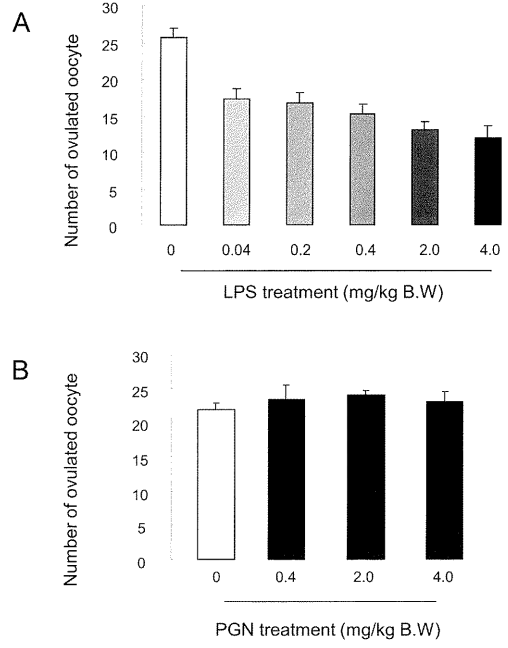 A
Number of ovulated oocyte
30
25
20
15
10
5
0
0 0.04 0.2 0.4 2.0 4.0
LPS treatment (mg/kg B.W)
B
Number of ovulated oocyte
30
25
20
15
10
5
0
0 0.4 2.0 4.0
PGN treatment (mg/kg B.W)